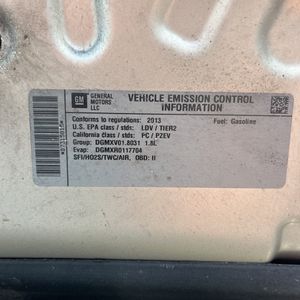 GM
GENERAL MOTORS LLC
VEHICLE EMISSION CONTROL INFORMATION
Conforms to regulations: 2013
Fuel: Gasoline
U.S. EPA class / stds: LDV / TIER2
California class / stds: PC / PZEV
Group: DGMXV01.8031 1.8L
Evap: DGMXR0117704
SFI/HO2S/TWC/AIR, OBD: II